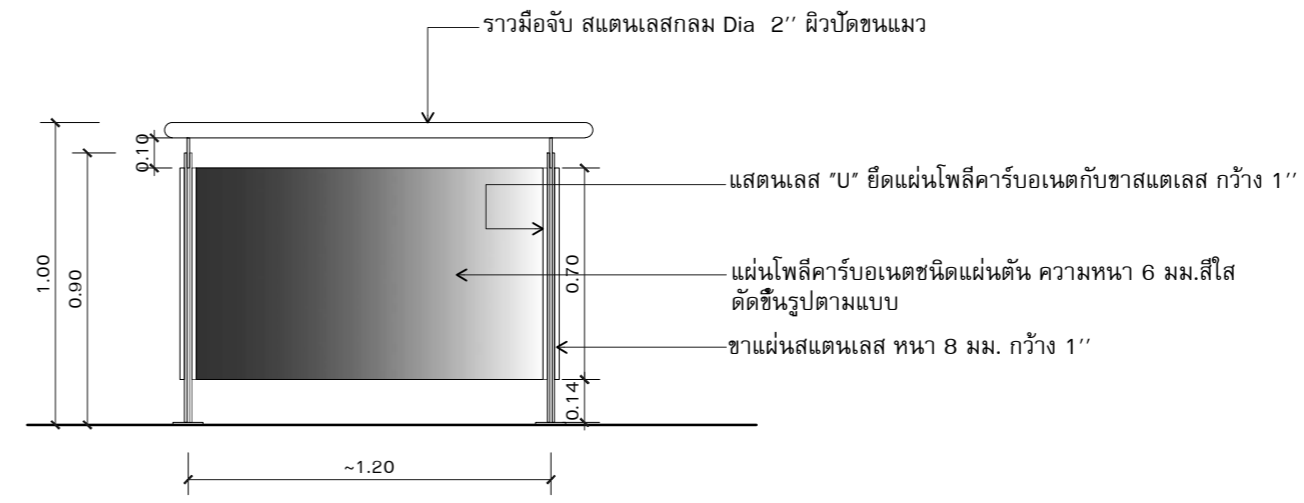 ราวมือจับ สแตนเลสกลม Dia 2'' ผิวปัดขนแมว
0.10
แสตนเลส "U" ยึดแผ่นโพลีคาร์บอเนตกับขาสแตเลส กว้าง 1''
1.00
0.90
0.70
แผ่นโพลีคาร์บอเนตชนิดแผ่นตัน ความหนา 6 มม.สีใส
ดัดขึ้นรูปตามแบบ
ขาแผ่นสแตนเลส หนา 8 มม. กว้าง 1''
0.14
~1.20